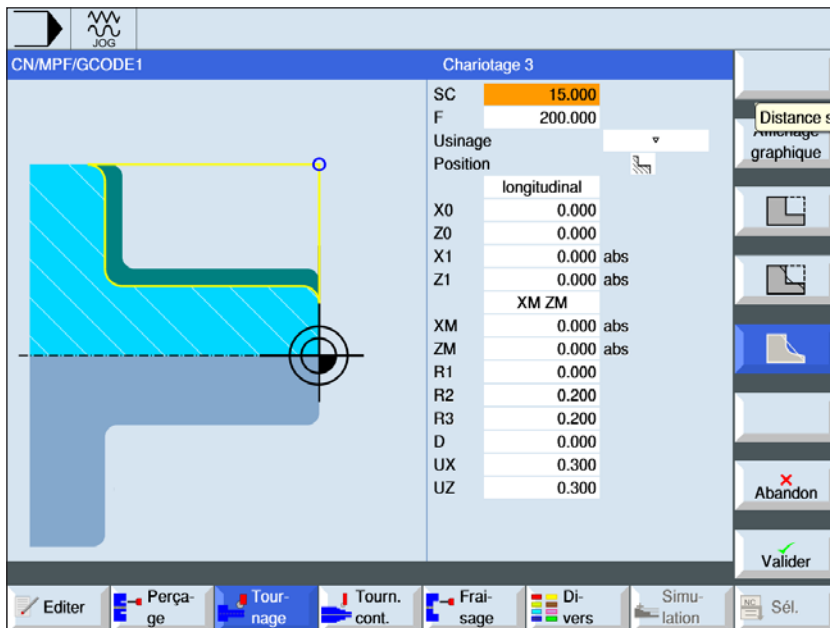 JOG
CN/MPF/GCODE1
Chariotage 3
SC 15.000
F 200.000
Usinage ▿
Position
longitudinal
X0 0.000
Z0 0.000
X1 0.000 abs
Z1 0.000 abs
XM ZM
XM 0.000 abs
ZM 0.000 abs
R1 0.000
R2 0.200
R3 0.200
D 0.000
UX 0.300
UZ 0.300
Distance s
graphique
Abandon
Valider
Editer
Perça-
ge
Tour-
nage
Tourn.
cont.
Frai-
sage
Di-
vers
Simu-
lation
NC
Sél.